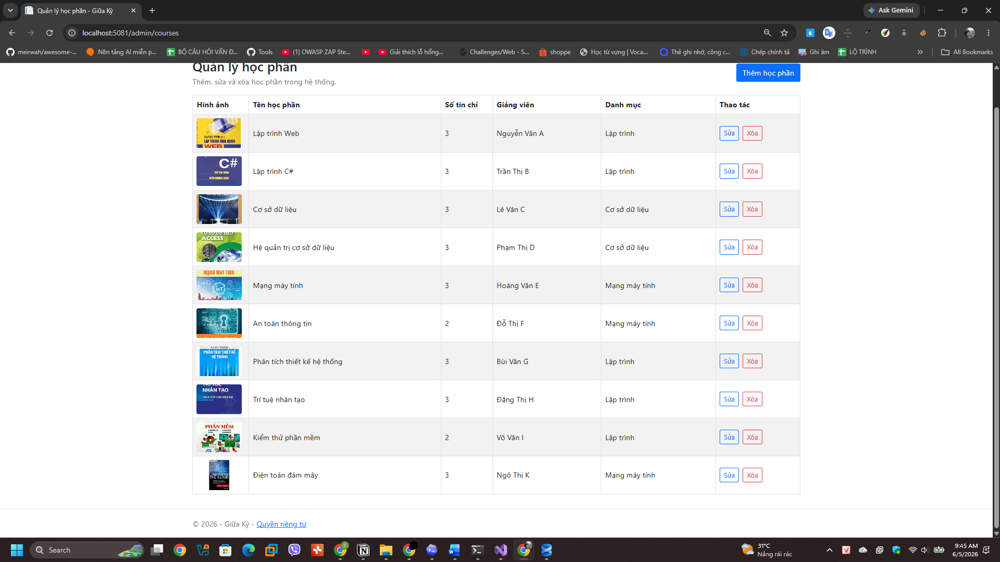 Quản lý học phần - Giữa Kỳ
Ask Gemini
localhost:5081/admin/courses
meirwah/awesome-...
Nền tảng AI miễn p...
BỘ CÂU HỎI VẤN Đ...
Tools
(1) OWASP ZAP Ste...
Giải thích lỗ hổng...
Challenges/Web - S...
shoppe
Học từ vựng | Voca...
Thẻ ghi nhớ, công c...
Chép chính tả
Ghi âm
LỘ TRÌNH
All Bookmarks
Quản lý học phần
Thêm học phần
Thêm, sửa và xóa học phần trong hệ thống.
Hình ảnh Tên học phần Số tín chỉ Giảng viên Danh mục Thao tác
GIÁO TRÌNH
LẬP TRÌNH ỨNG DỤNG
WEB
Lập trình Web 3 Nguyễn Văn A Lập trình Sửa Xóa
C#
TỪ CƠ BẢN
ĐẾN NÂNG CAO
Lập trình C# 3 Trần Thị B Lập trình Sửa Xóa
Cơ sở dữ liệu 3 Lê Văn C Cơ sở dữ liệu Sửa Xóa
CƠ SỞ DỮ LIỆU
ACCESS
Hệ quản trị cơ sở dữ liệu 3 Phạm Thị D Cơ sở dữ liệu Sửa Xóa
MẠNG MÁY TÍNH
IoT
Mạng máy tính 3 Hoàng Văn E Mạng máy tính Sửa Xóa
An toàn thông tin 2 Đỗ Thị F Mạng máy tính Sửa Xóa
GIÁO TRÌNH
PHÂN TÍCH THIẾT KẾ
HỆ THỐNG
Phân tích thiết kế hệ thống 3 Bùi Văn G Lập trình Sửa Xóa
TRÍ TUỆ
NHÂN TẠO
CÁCH TIẾP CẬN HIỆN ĐẠI
Trí tuệ nhân tạo 3 Đặng Thị H Lập trình Sửa Xóa
PHẦN MỀM
Kiểm thử phần mềm 2 Võ Văn I Lập trình Sửa Xóa
THE CLOUD
Điện toán đám mây 3 Ngô Thị K Mạng máy tính Sửa Xóa
© 2026 - Giữa Kỳ - Quyền riêng tư
Search
31°C
Nắng rải rác
9:45 AM
6/5/2026